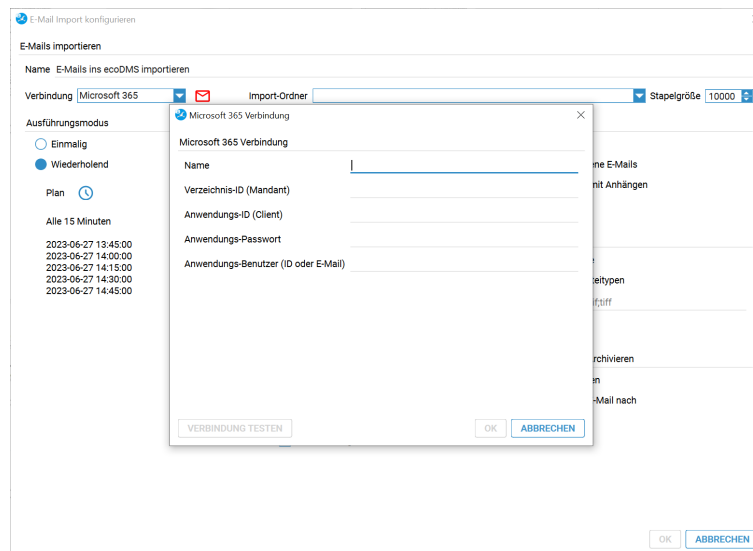 E-Mail Import konfigurieren
E-Mails importieren
Name E-Mails ins ecoDMS importieren
Verbindung Microsoft 365 Import-Ordner Stapelgröße 10000
Ausführungsmodus
Einmalig
Wiederholend
Plan
Alle 15 Minuten
2023-06-27 13:45:00
2023-06-27 14:00:00
2023-06-27 14:15:00
2023-06-27 14:30:00
2023-06-27 14:45:00
Microsoft 365 Verbindung
Microsoft 365 Verbindung
Name
Verzeichnis-ID (Mandant)
Anwendungs-ID (Client)
Anwendungs-Passwort
Anwendungs-Benutzer (ID oder E-Mail)
VERBINDUNG TESTEN OK ABBRECHEN
ne E-Mails
nit Anhängen
eitypen
if;tiff
rchivieren
en
-Mail nach
OK ABBRECHEN